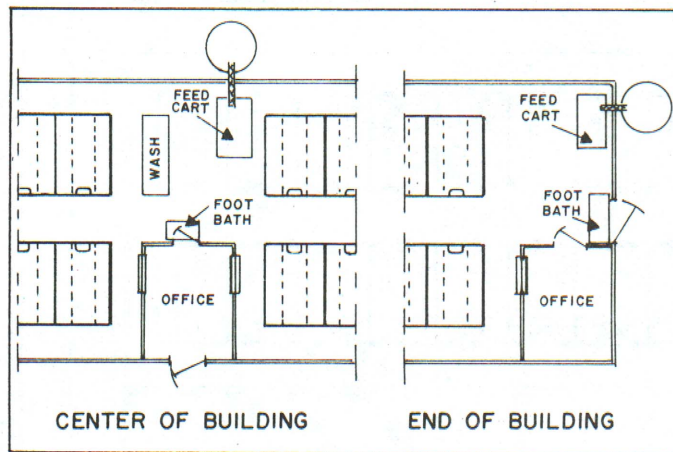 FEED
CART
WASH
FOOT
BATH
OFFICE
CENTER OF BUILDING
FEED
CART
FOOT
BATH
OFFICE
END OF BUILDING